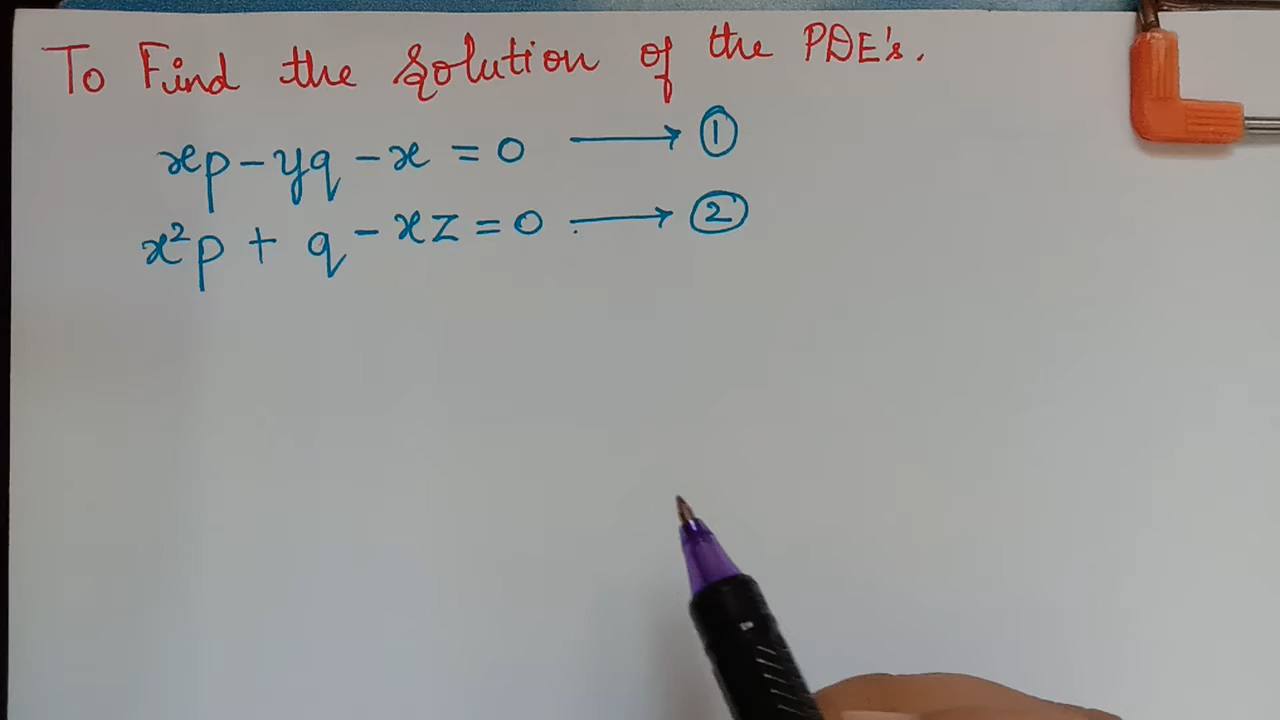 To Find the Solution of the PDE's.
xp - yq - x = 0 ⟶ ①
x²p + q - xz = 0 ⟶ ②